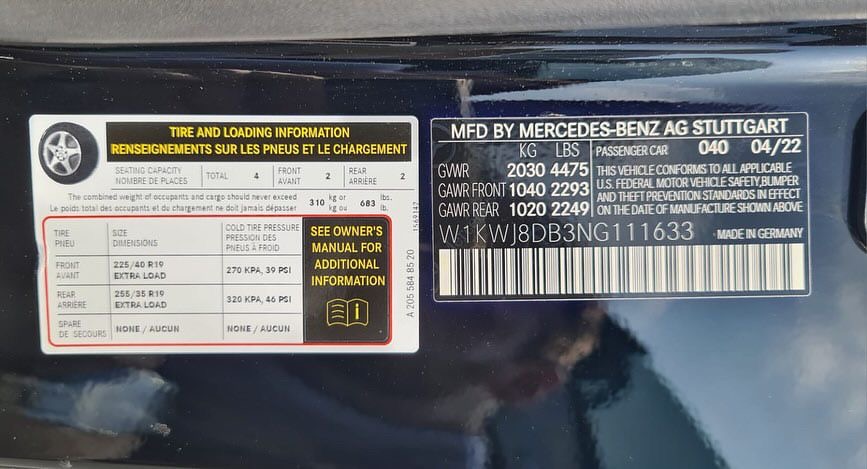 TIRE AND LOADING INFORMATION
RENSEIGNEMENTS SUR LES PNEUS ET LE CHARGEMENT
SEATING CAPACITY
NOMBRE DE PLACES
TOTAL 4
FRONT
AVANT
2
REAR
ARRIÈRE
2
The combined weight of occupants and cargo should never exceed
Le poids total des occupants et du chargement ne doit jamais dépasser
310 kg or
kg ou
683 lbs.
lb.
TIRE
PNEU
SIZE
DIMENSIONS
COLD TIRE PRESSURE
PRESSION DES
PNEUS À FROID
FRONT
AVANT
225/40 R19
EXTRA LOAD
270 KPA, 39 PSI
REAR
ARRIÈRE
255/35 R19
EXTRA LOAD
320 KPA, 46 PSI
SPARE
DE SECOURS
NONE / AUCUN
NONE / AUCUN
SEE OWNER'S
MANUAL FOR
ADDITIONAL
INFORMATION
1569147
A 205 584 85 20
MFD BY MERCEDES-BENZ AG STUTTGART
KG LBS
GVWR 2030 4475
GAWR FRONT 1040 2293
GAWR REAR 1020 2249
PASSENGER CAR 040 04/22
THIS VEHICLE CONFORMS TO ALL APPLICABLE
U.S. FEDERAL MOTOR VEHICLE SAFETY,BUMPER
AND THEFT PREVENTION STANDARDS IN EFFECT
ON THE DATE OF MANUFACTURE SHOWN ABOVE
W1KWJ8DB3NG111633 MADE IN GERMANY